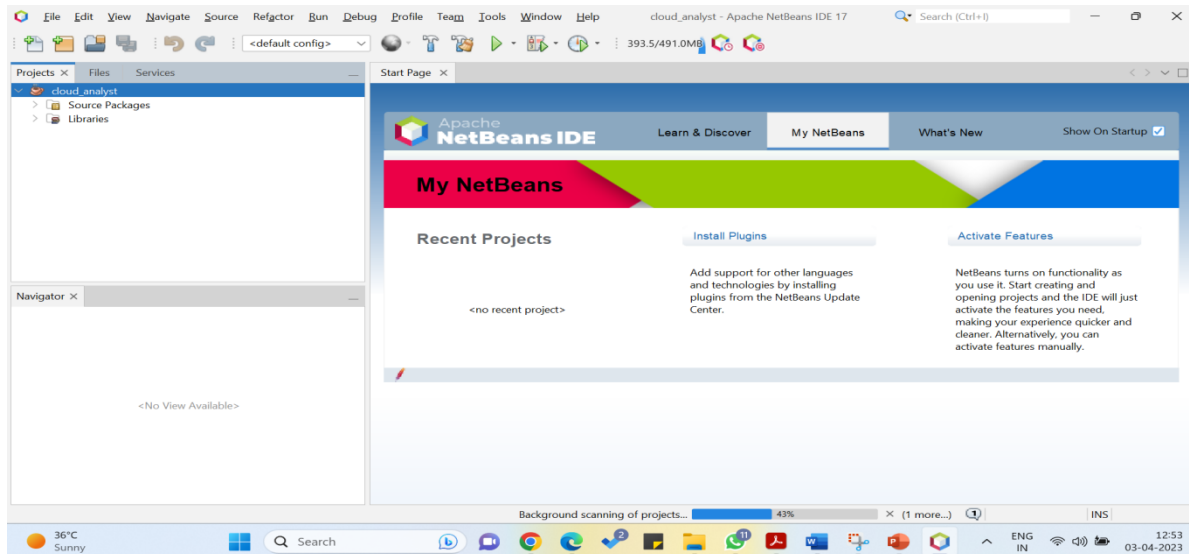 File Edit View Navigate Source Refactor Run Debug Profile Team Tools Window Help cloud_analyst - Apache NetBeans IDE 17 Search (Ctrl+I)
<default config> 393.5/491.0MB
Projects Files Services Start Page
cloud_analyst
Source Packages
Libraries
Apache
NetBeans IDE
Learn & Discover My NetBeans What's New Show On Startup
My NetBeans
Recent Projects
<no recent project>
Install Plugins
Add support for other languages
and technologies by installing
plugins from the NetBeans Update
Center.
Activate Features
NetBeans turns on functionality as
you use it. Start creating and
opening projects and the IDE will just
activate the features you need,
making your experience quicker and
cleaner. Alternatively, you can
activate features manually.
Navigator
<No View Available>
Background scanning of projects... 43% (1 more...) 1 INS
36°C
Sunny
Search
2
9
ENG
IN
12:53
03-04-2023